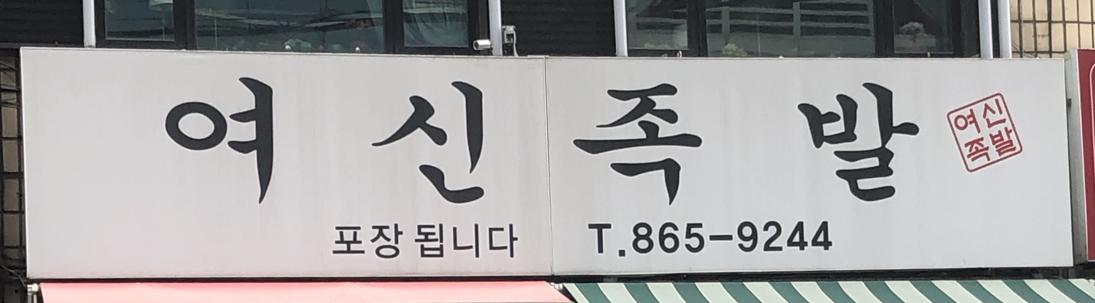 여신족발
여신
족발
포장 됩니다
T.865-9244